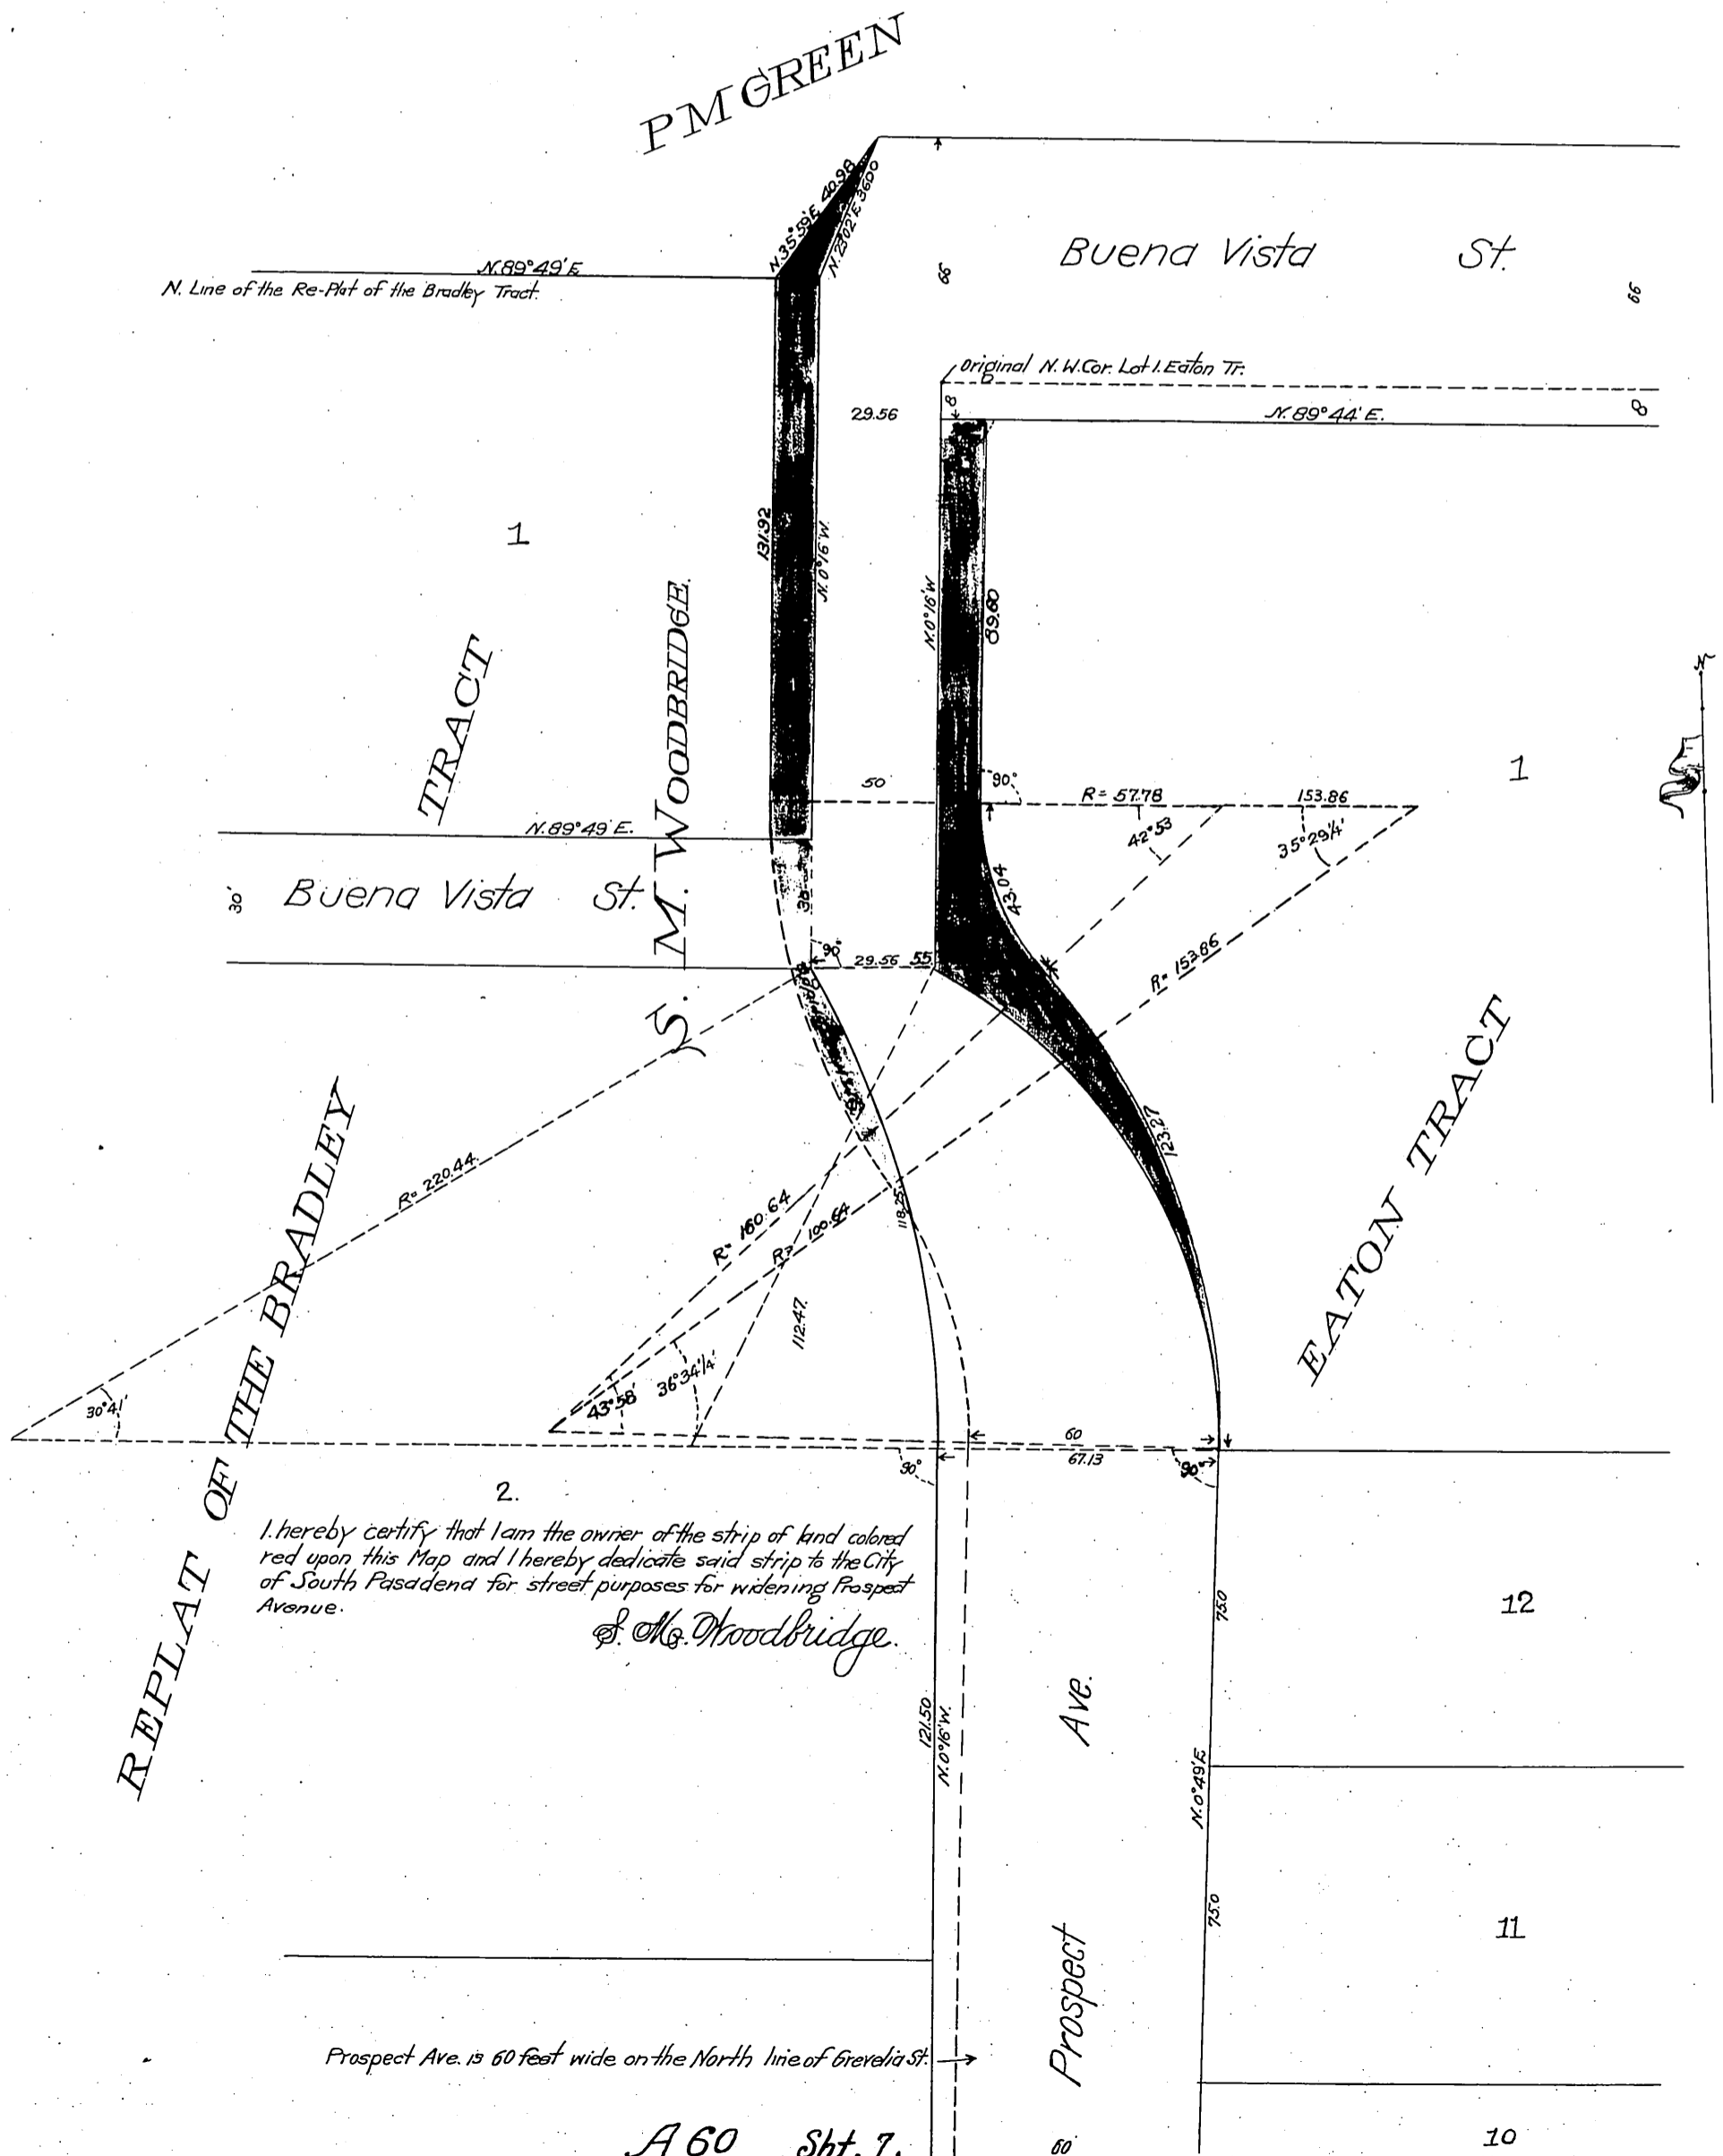 P M GREEN
N.35°59'E. 40.98
N.23°02'E 36.00
N.89°49'E
N. Line of the Re-Plat of the Bradley Tract.
Buena Vista St.
66
66
Original N.W.Cor. Lot 1. Eaton Tr.
8
N.89°44'E.
8
29.56
1
131.92
N.0°16'W.
N.0°16'W
89.60
TRACT
S. M. WOODBRIDGE.
N
1
50
90°
R=57.78
153.86
42°53
35°29¼'
N.89°49'E.
30'
Buena Vista St.
30
43.04
90°
29.56
55
R=153.86
R=220.44
R=160.64
R=100.64
118.25
123.27
112.47
EATON TRACT
30°41'
43°58'
36°34¼'
60
67.13
90°
90°
REPLAT OF THE BRADLEY
2.
I hereby certify that I am the owner of the strip of land colored
red upon this Map and I hereby dedicate said strip to the City
of South Pasadena for street purposes for widening Prospect
Avenue.
S. M. Woodbridge.
75.0
12
121.50
N.0°16'W.
Prospect Ave.
N.0°49'E
75.0
11
Prospect Ave. is 60 feet wide on the North line of Grevelia St.
A 60 Sht. 7.
60'
10